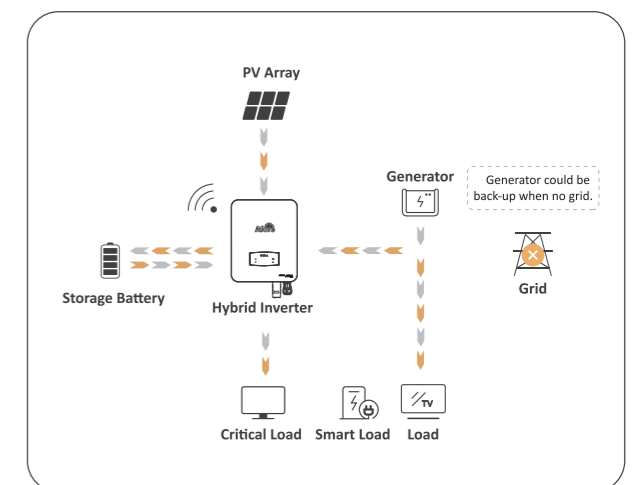 PV Array
Generator
Generator could be
back-up when no grid.
Grid
Storage Battery
Hybrid Inverter
TV
Critical Load
Smart Load
Load